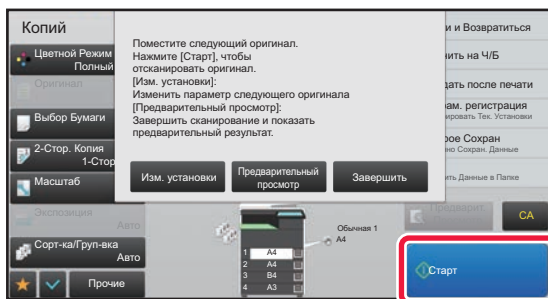 Копий
Цветной Режим
Полный
Оригинал
Выбор Бумаги
2-Стор. Копия
1-Стор
Масштаб
Экспозиция
Авто
Сорт-ка/Груп-вка
Авто
Прочие
Поместите следующий оригинал.
Нажмите [Старт], чтобы
отсканировать оригинал.
[Изм. установки]:
Изменить параметр следующего оригинала
[Предварительный просмотр]:
Завершить сканирование и показать
предварительный результат.
Изм. установки
Предварительный
просмотр
Завершить
Обычная 1
A4
1 A4
2 A4
3 B4
4 A3
и и Возвратиться
нить на Ч/Б
дать после печати
ам. регистрация
ировать Тек. Установки
рое Сохран
но Сохран. Данные
ить Данные в Папке
Предварит.
CA
Старт